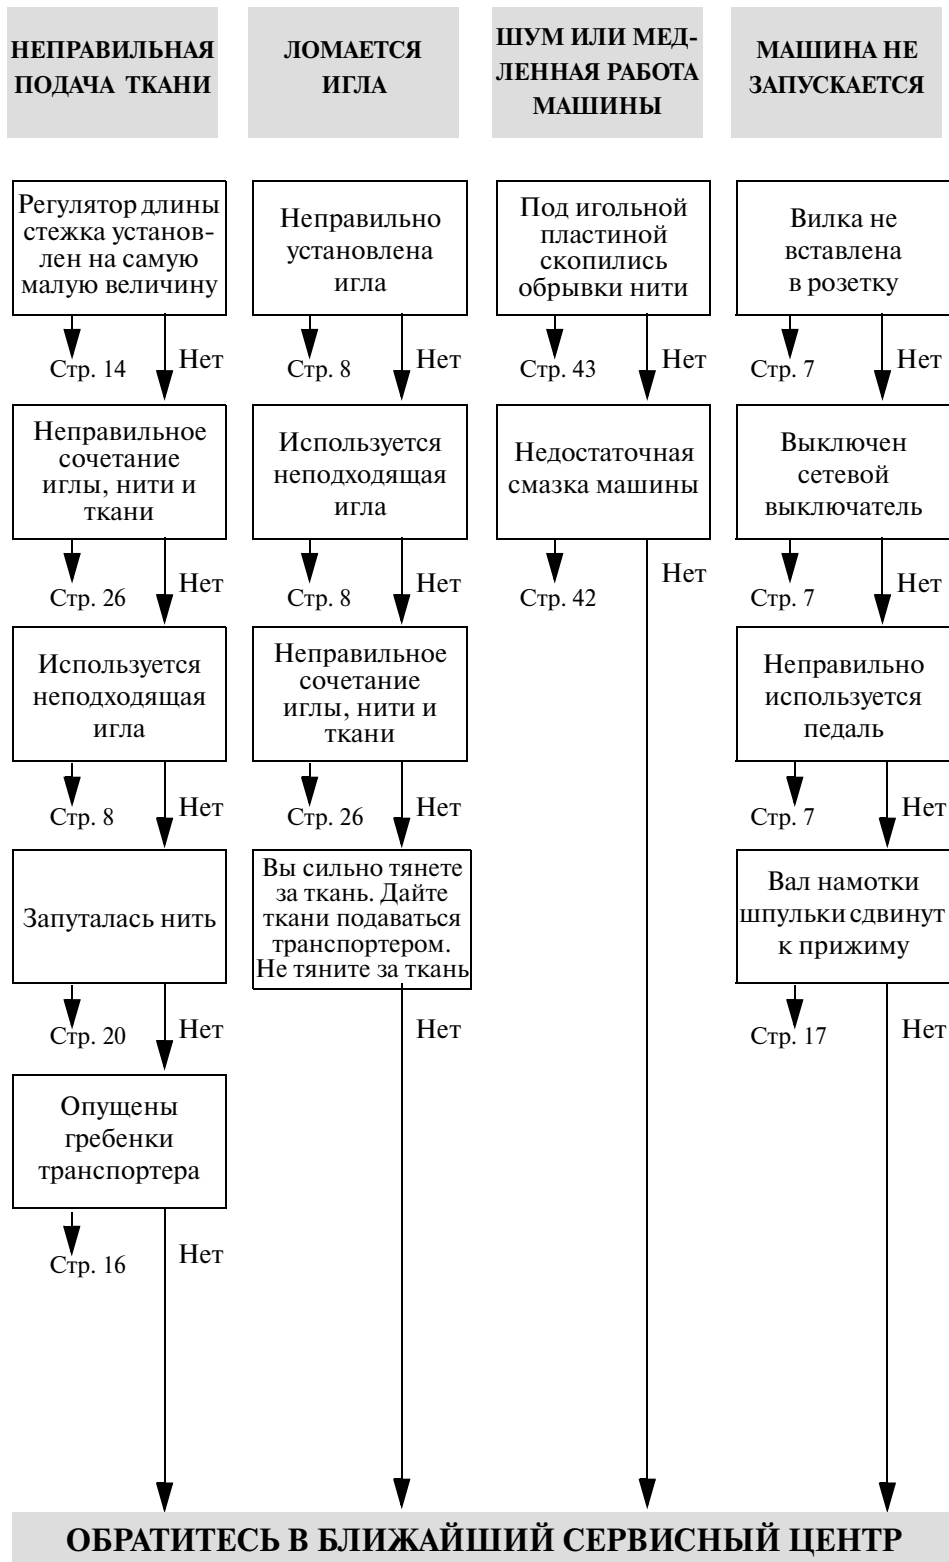 НЕПРАВИЛЬНАЯ
ПОДАЧА ТКАНИ
Регулятор длины
стежка установ-
лен на самую
малую величину
Стр. 14
Нет
Неправильное
сочетание
иглы, нити и
ткани
Стр. 26
Нет
Используется
неподходящая
игла
Стр. 8
Нет
Запуталась нить
Стр. 20
Нет
Опущены
гребенки
транспортера
Стр. 16
Нет
ЛОМАЕТСЯ
ИГЛА
Неправильно
установлена
игла
Стр. 8
Нет
Используется
неподходящая
игла
Стр. 8
Нет
Неправильное
сочетание
иглы, нити и
ткани
Стр. 26
Нет
Вы сильно тянете
за ткань. Дайте
ткани подаваться
транспортером.
Не тяните за ткань
Нет
ШУМ ИЛИ МЕД-
ЛЕННАЯ РАБОТА
МАШИНЫ
Под игольной
пластиной
скопились
обрывки нити
Стр. 43
Нет
Недостаточная
смазка машины
Стр. 42
Нет
МАШИНА НЕ
ЗАПУСКАЕТСЯ
Вилка не
вставлена
в розетку
Стр. 7
Нет
Выключен
сетевой
выключатель
Стр. 7
Нет
Неправильно
используется
педаль
Стр. 7
Нет
Вал намотки
шпульки сдвинут
к прижиму
Стр. 17
Нет
ОБРАТИТЕСЬ В БЛИЖАЙШИЙ СЕРВИСНЫЙ ЦЕНТР